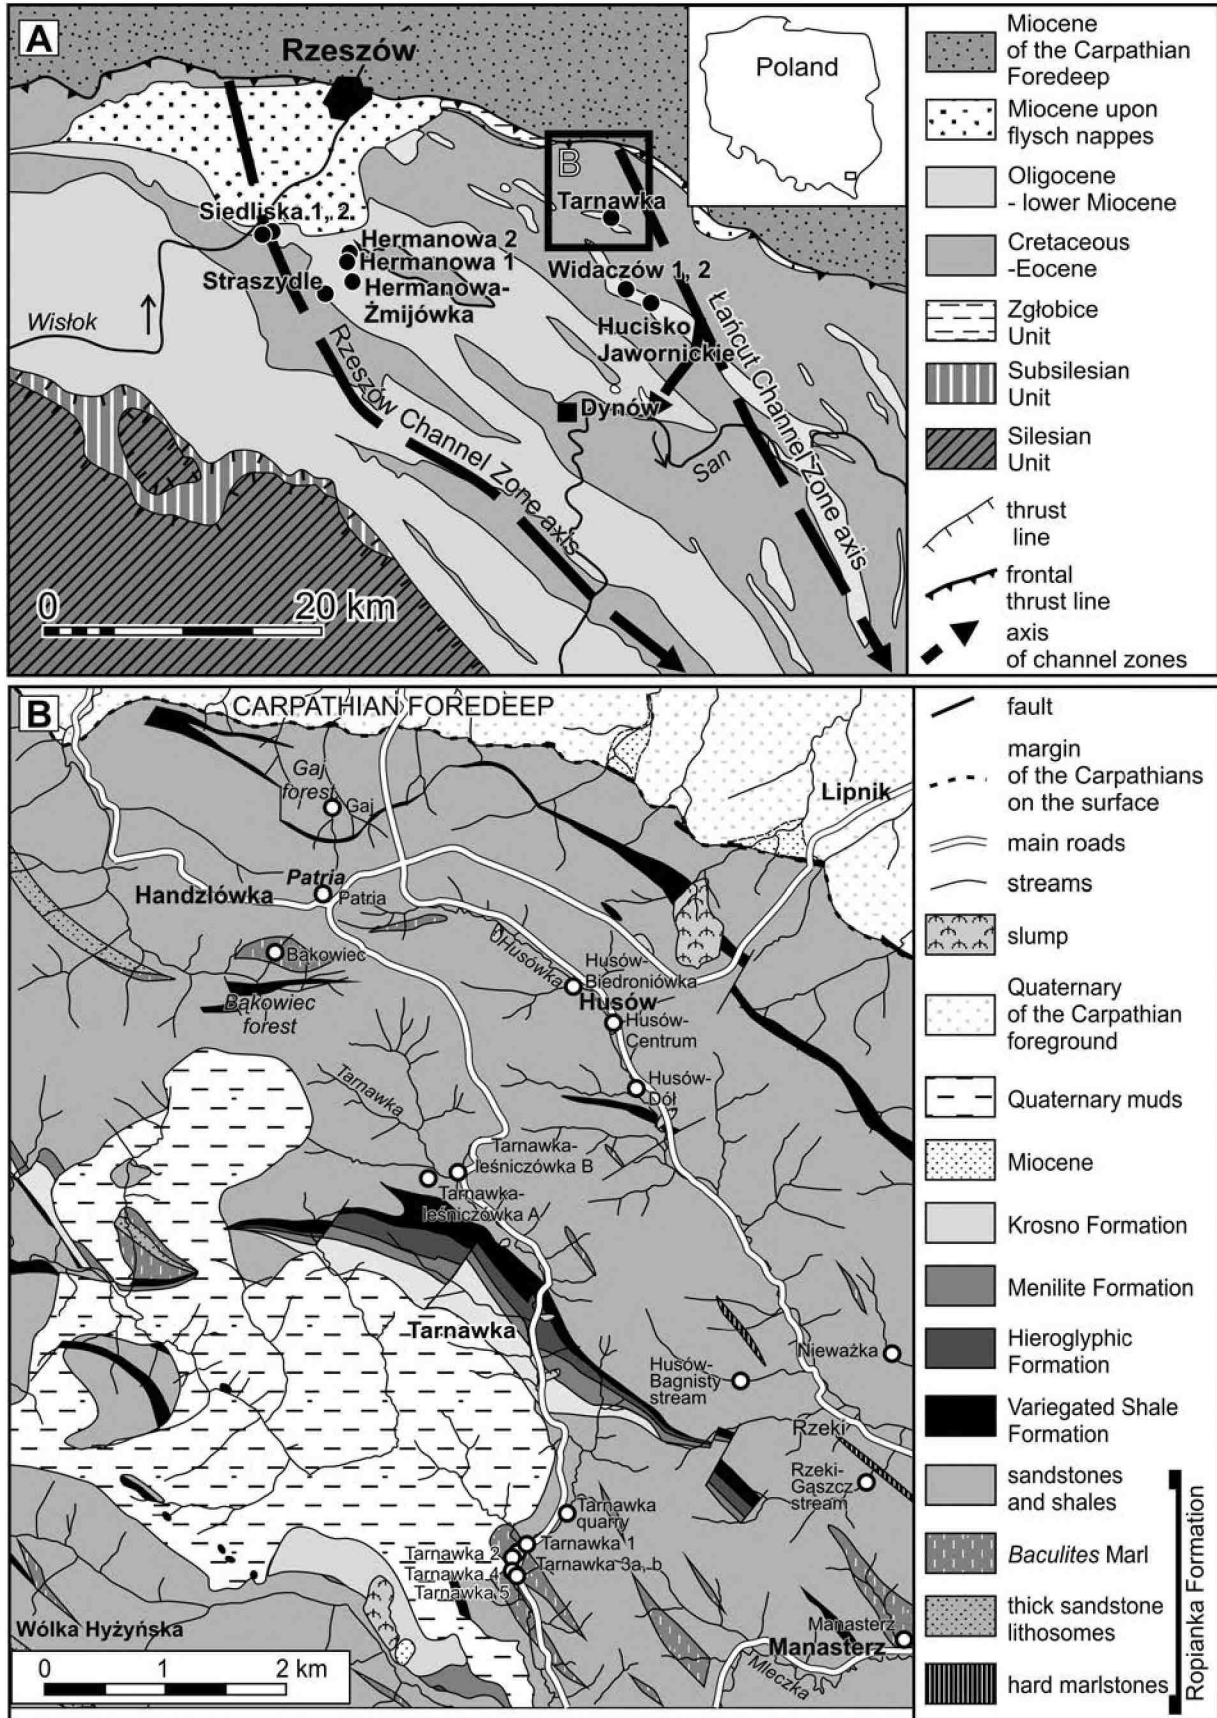 A
Rzeszów
Poland
B
Tarnawka
Siedliska 1, 2
Hermanowa 2
Hermanowa 1
Straszydle
Hermanowa-
Żmijówka
Widaczów 1, 2
Hucisko
Jawornickie
Wisłok
Dynów
San
Rzeszów Channel Zone axis
Łańcut Channel Zone axis
0 20 km
Miocene
of the Carpathian
Foredeep
Miocene upon
flysch nappes
Oligocene
- lower Miocene
Cretaceous
-Eocene
Zgłobice
Unit
Subsilesian
Unit
Silesian
Unit
thrust
line
frontal
thrust line
axis
of channel zones
B
CARPATHIAN FOREDEEP
Gaj
forest
Gaj
Lipnik
Patria
Handzlówka
Patria
Bąkowiec
Bąkowiec
forest
Husówka
Husów-
Biedroniówka
Husów
Husów-
Centrum
Husów-
Dół
Tarnawka
Tarnawka-
leśniczówka B
Tarnawka-
leśniczówka A
Tarnawka
Nieważka
Husów-
Bagnisty
stream
Rzeki
Rzeki-
Gąszcz
stream
Tarnawka
quarry
Tarnawka 1
Tarnawka 2
Tarnawka 3a, b
Tarnawka 4
Tarnawka 5
Wólka Hyżyńska
Manasterz
Manasterz
Mleczka
0 1 2 km
fault
margin
of the Carpathians
on the surface
main roads
streams
slump
Quaternary
of the Carpathian
foreground
Quaternary muds
Miocene
Krosno Formation
Menilite Formation
Hieroglyphic
Formation
Variegated Shale
Formation
sandstones
and shales
Baculites Marl
thick sandstone
lithosomes
hard marlstones
Ropianka Formation